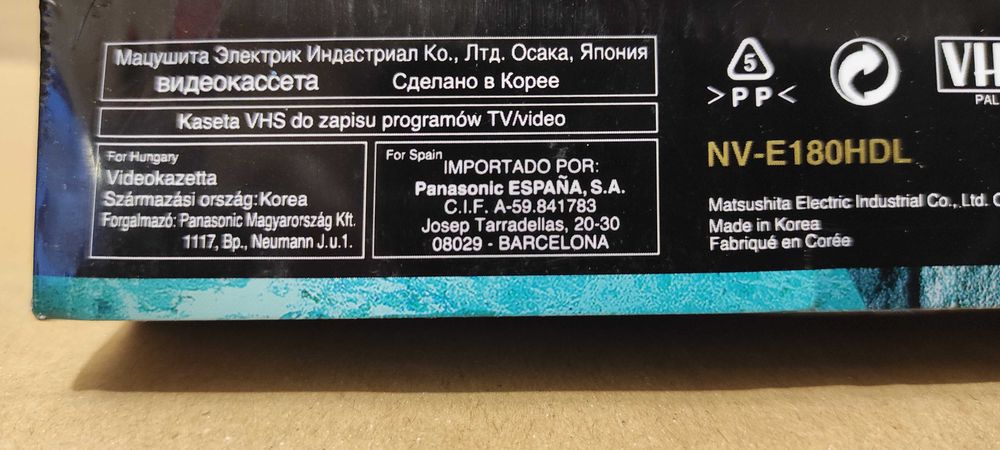 Мацушита Электрик Индастриал Ко., Лтд. Осака, Япония
видеокассета Сделано в Корее
Kaseta VHS do zapisu programów TV/video
For Hungary
Videokazetta
Származási ország: Korea
Forgalmazó: Panasonic Magyarország Kft.
1117, Bp., Neumann J.u.1.
For Spain
IMPORTADO POR:
Panasonic ESPAÑA, S.A.
C.I.F. A-59.841783
Josep Tarradellas, 20-30
08029 - BARCELONA
5
>PP<
VH
PAL
NV-E180HDL
Matsushita Electric Industrial Co., Ltd.
Made in Korea
Fabriqué en Corée